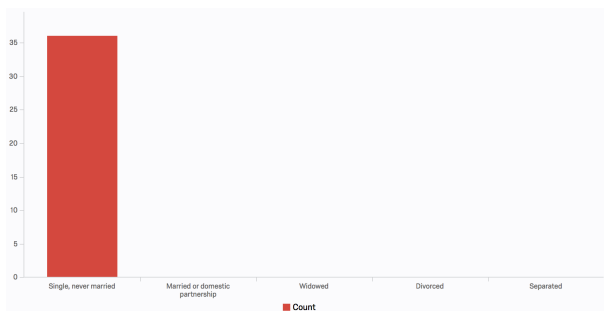 35
30
25
20
15
10
5
0
Single, never married
Married or domestic
partnership
Widowed
Divorced
Separated
Count